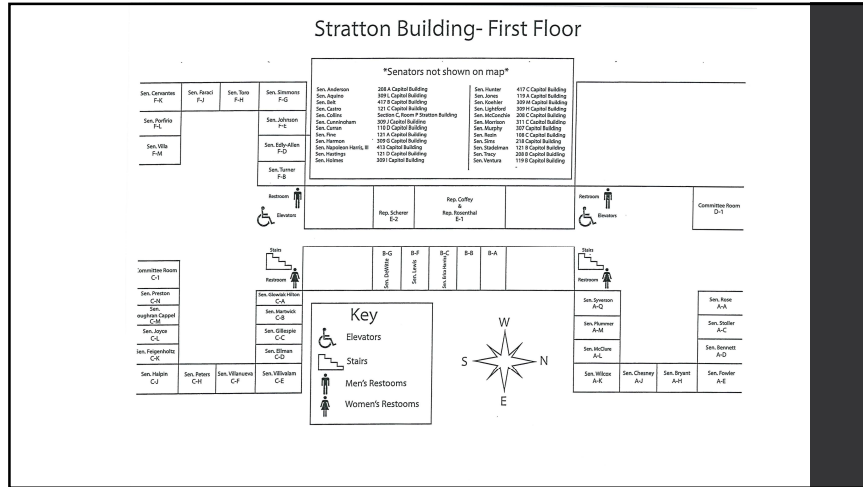 Stratton Building- First Floor
*Senators not shown on map*
Sen. Anderson 208 A Capitol Building
Sen. Aquino 309 L Capitol Building
Sen. Belt 417 B Capitol Building
Sen. Castro 121 C Capitol Building
Sen. Collins Section C, Room P Stratton Building
Sen. Cunningham 309 J Capitol Building
Sen. Curran 110 D Capitol Building
Sen. Fine 121 A Capitol Building
Sen. Harmon 309 G Capitol Building
Sen. Napoleon Harris, III 413 Capitol Building
Sen. Hastings 121 D Capitol Building
Sen. Holmes 309 I Capitol Building
Sen. Hunter 417 C Capitol Building
Sen. Jones 119 A Capitol Building
Sen. Koehler 309 M Capitol Building
Sen. Lightford 309 H Capitol Building
Sen. McConchie 208 C Capitol Building
Sen. Morrison 311 C Capitol Building
Sen. Murphy 307 Capitol Building
Sen. Rezin 108 C Capitol Building
Sen. Sims 218 Capitol Building
Sen. Stadelman 121 B Capitol Building
Sen. Tracy 208 B Capitol Building
Sen. Ventura 119 B Capitol Building
Sen. Cervantes
F-K
Sen. Faraci
F-J
Sen. Toro
F-H
Sen. Simmons
F-G
Sen. Porfirio
F-L
Sen. Johnson
F-E
Sen. Villa
F-M
Sen. Edly-Allen
F-D
Sen. Turner
F-B
Restroom
Elevators
Rep. Scherer
E-2
Rep. Coffey
&
Rep. Rosenthal
E-1
Restroom
Elevators
Committee Room
D-1
Stairs
Restroom
B-G
Sen. DeWitte
B-F
Sen. Lewis
B-C
Sen. Erica Harriss
B-B
B-A
Stairs
Restroom
ommittee Room
C-1
Sen. Preston
C-N
Sen.
oughran Cappel
C-M
Sen. Joyce
C-L
en. Feigenholtz
C-K
Sen. Halpin
C-J
Sen. Peters
C-H
Sen. Villanueva
C-F
Sen. Villivalam
C-E
Sen. Glowiak Hilton
C-A
Sen. Martwick
C-B
Sen. Gillespie
C-C
Sen. Ellman
C-D
Key
Elevators
Stairs
Men's Restooms
Women's Restooms
W
S
N
E
Sen. Syverson
A-Q
Sen. Plummer
A-M
Sen. McClure
A-L
Sen. Wilcox
A-K
Sen. Chesney
A-J
Sen. Bryant
A-H
Sen. Fowler
A-E
Sen. Rose
A-A
Sen. Stoller
A-C
Sen. Bennett
A-D